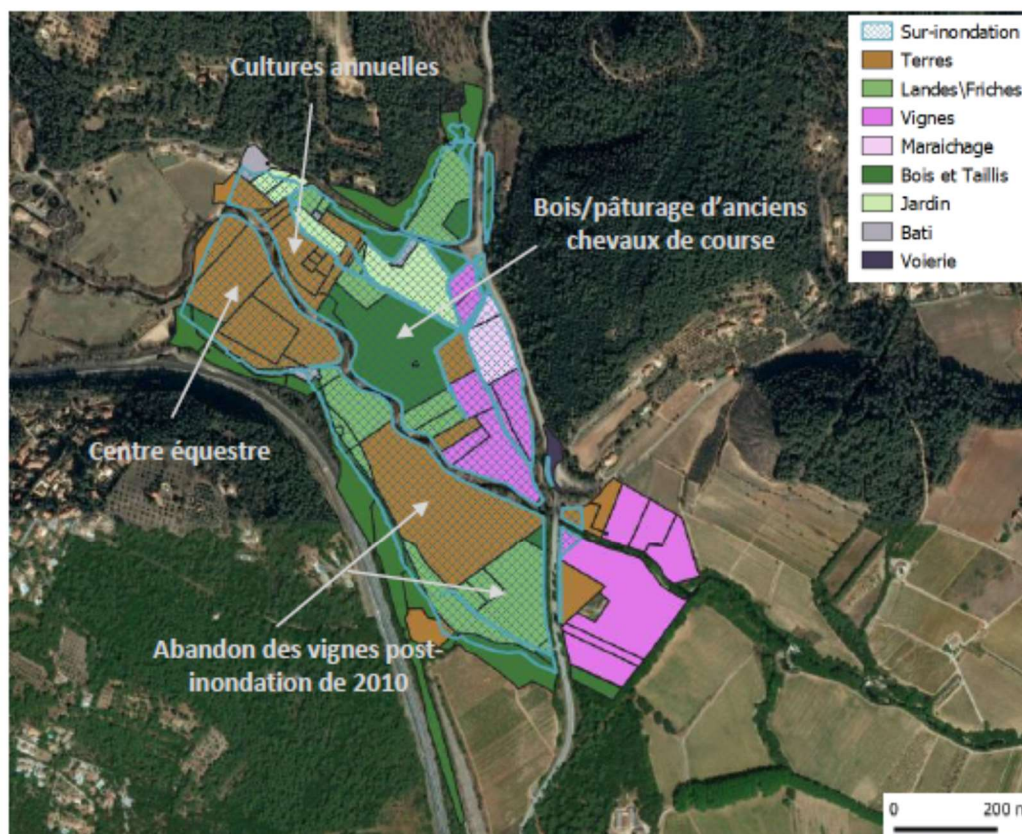 Sur-inondation
Terres
Landes\Friches
Vignes
Maraichage
Bois et Taillis
Jardin
Bati
Voierie
Cultures annuelles
Bois/pâturage d'anciens
chevaux de course
Centre équestre
Abandon des vignes post-
inondation de 2010
0 200